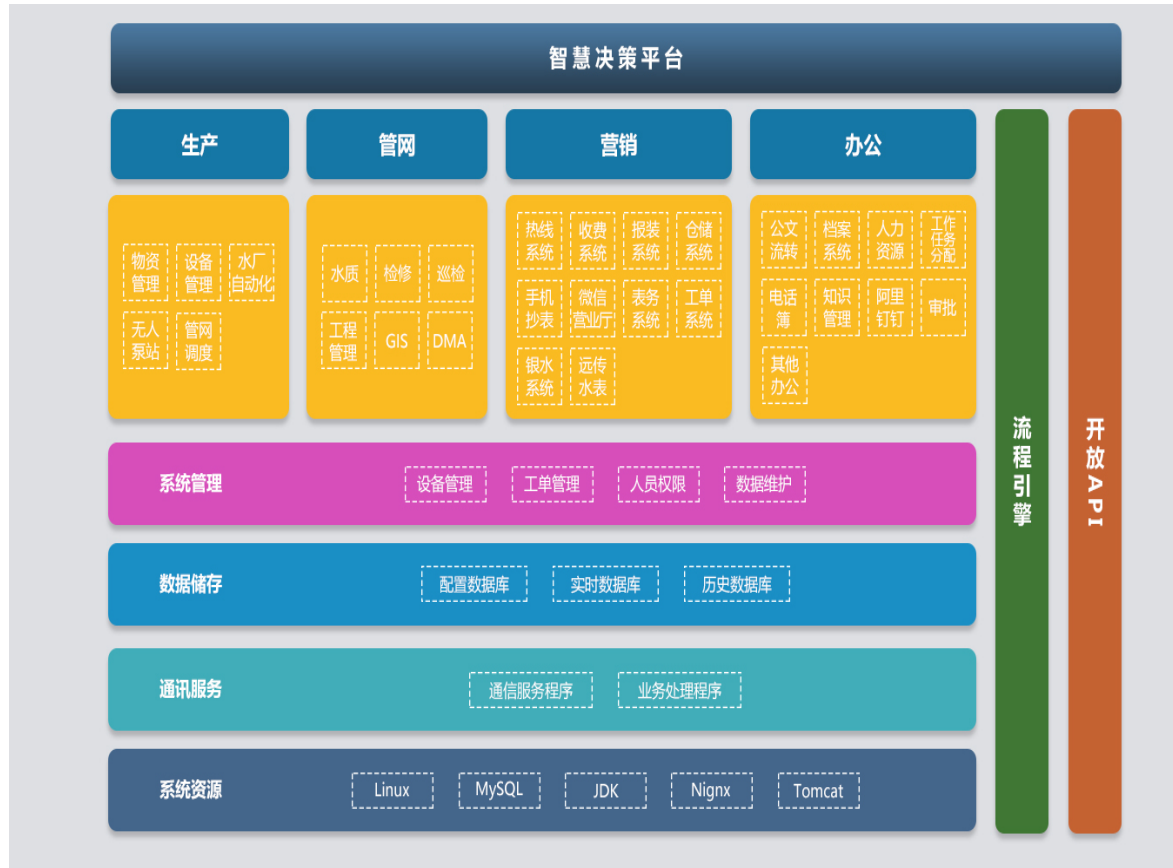 智慧决策平台
生产
管网
营销
办公
物资
管理
设备
管理
水厂
自动化
无人
泵站
管网
调度
水质
检修
巡检
工程
管理
GIS
DMA
热线
系统
收费
系统
报装
系统
仓储
系统
手机
抄表
微信
营业厅
表务
系统
工单
系统
银水
系统
远传
水表
公文
流转
档案
系统
人力
资源
工作
任务
分配
电话
簿
知识
管理
阿里
钉钉
审批
其他
办公
系统管理
设备管理
工单管理
人员权限
数据维护
数据储存
配置数据库
实时数据库
历史数据库
通讯服务
通信服务程序
业务处理程序
系统资源
Linux
MySQL
JDK
Nignx
Tomcat
流程引擎
开放API